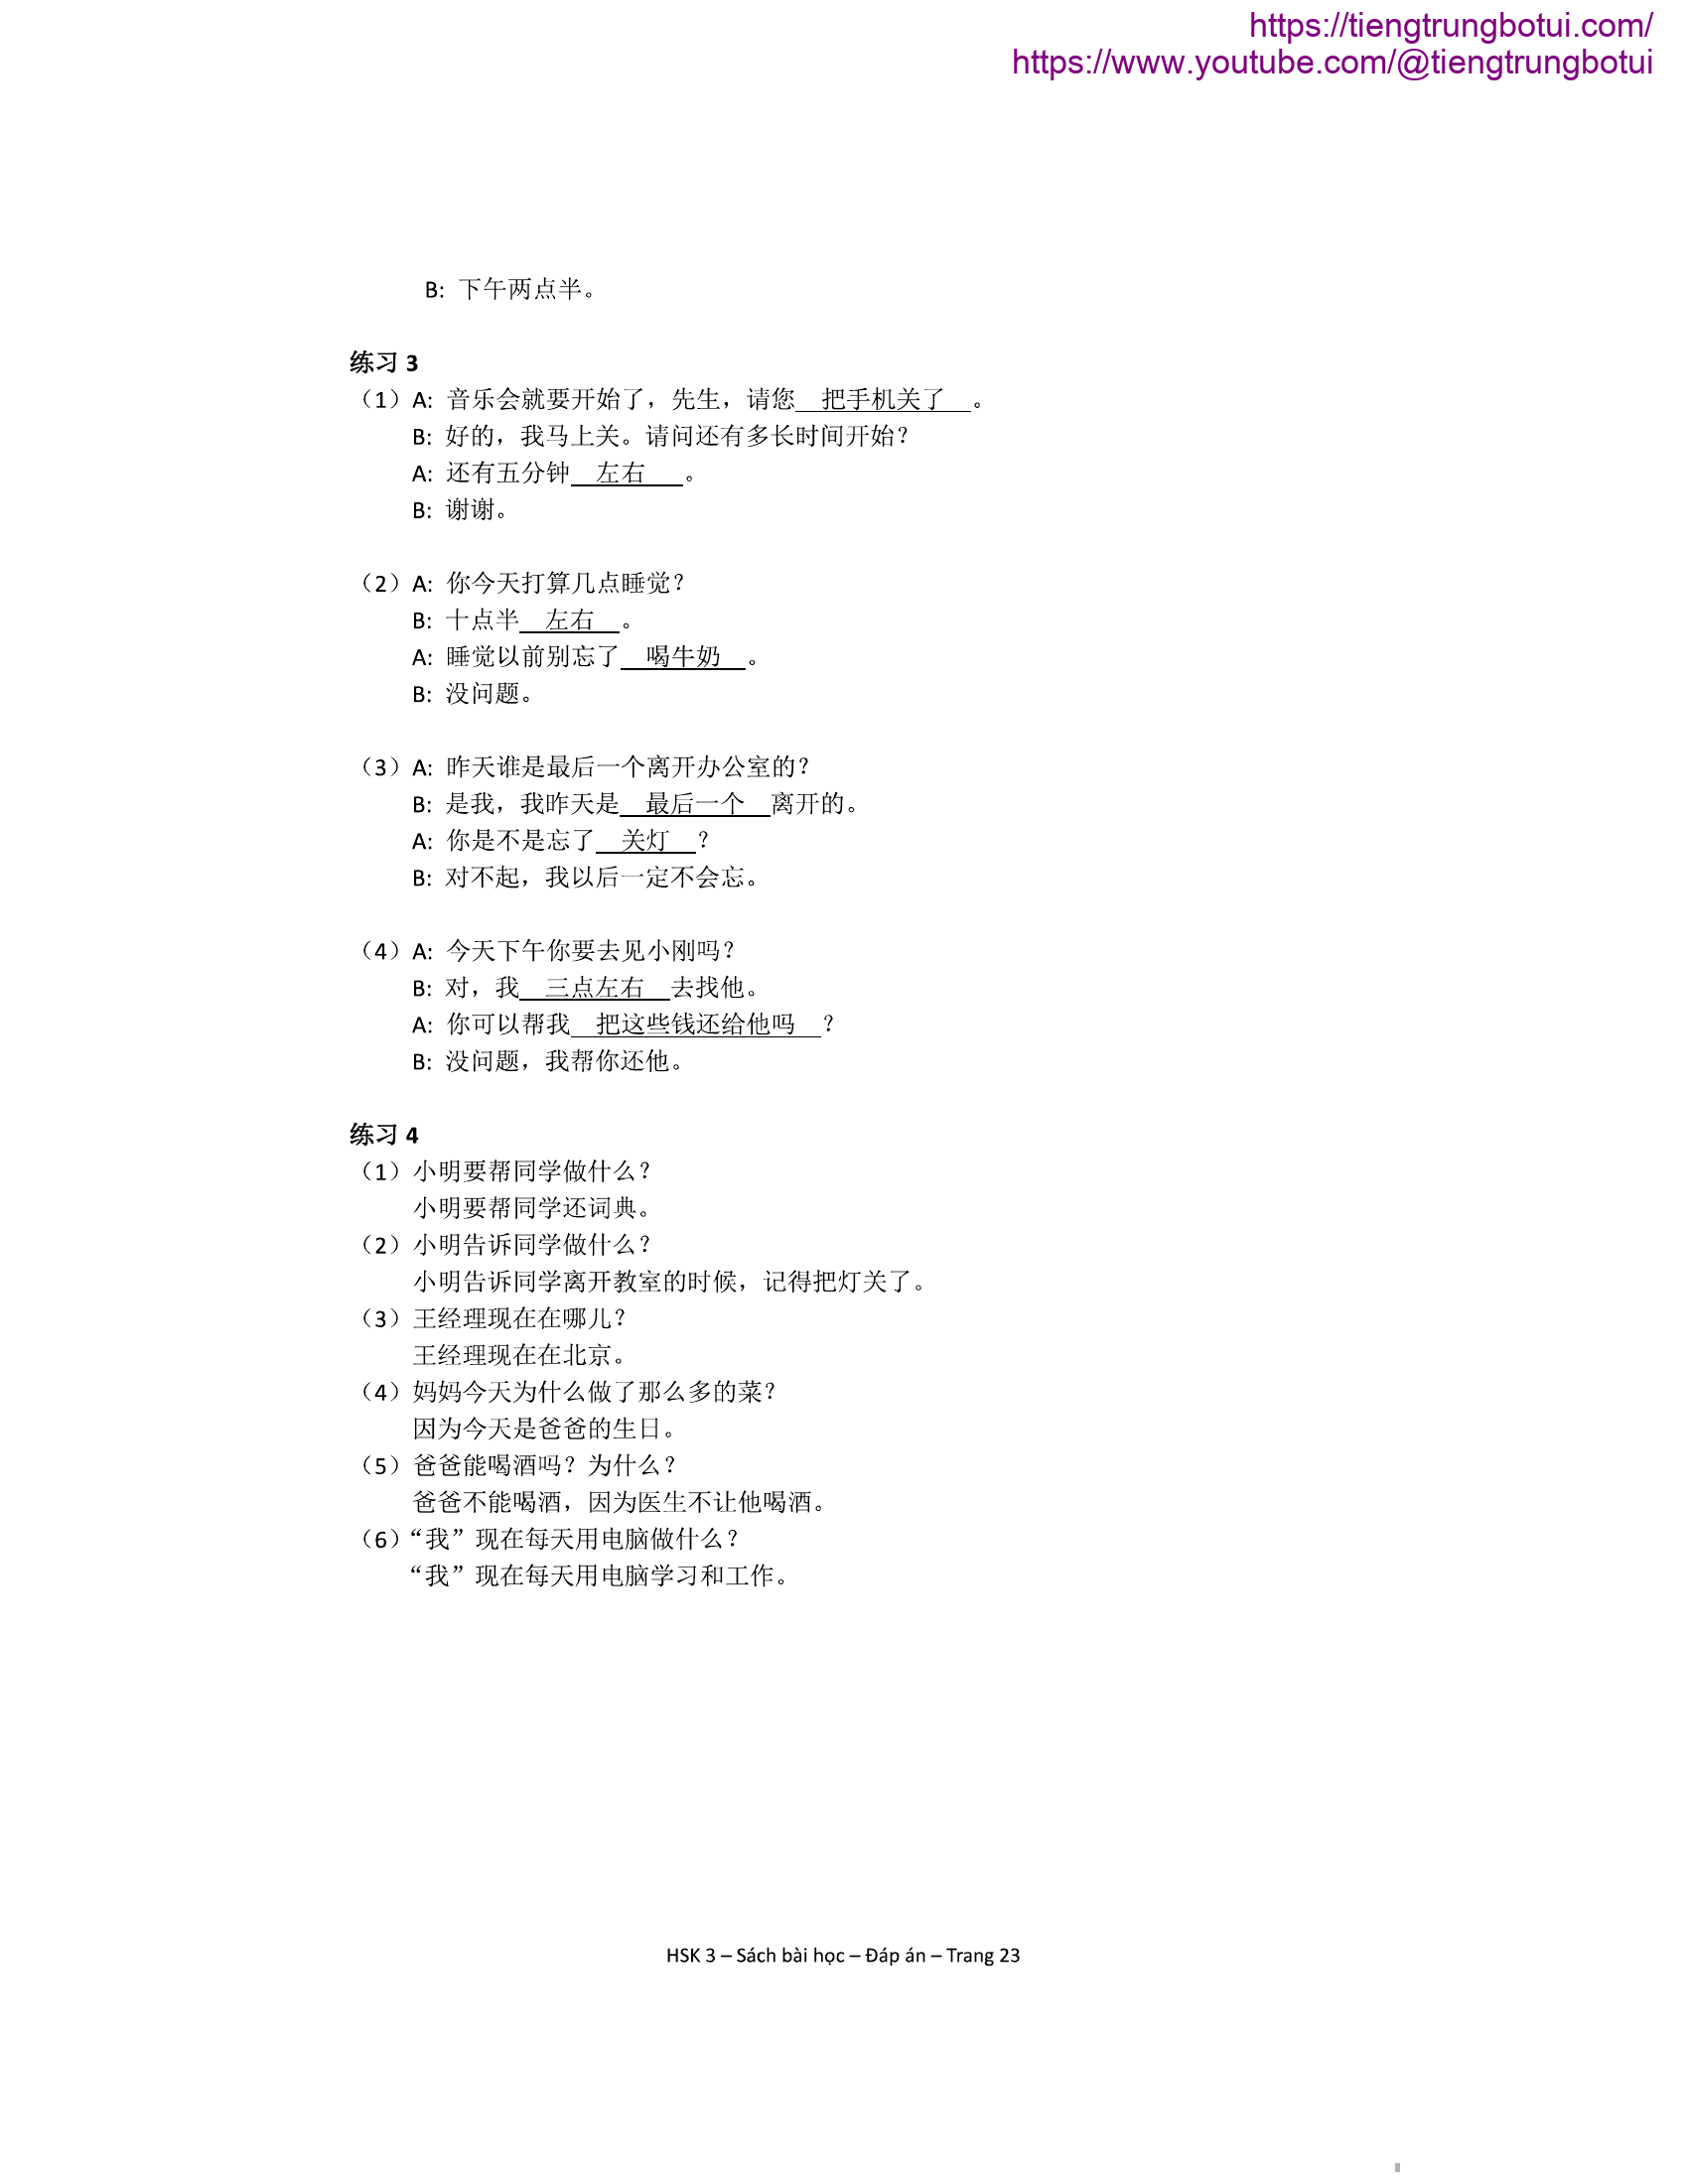 https://tiengtrungbotui.com/
https://www.youtube.com/@tiengtrungbotui
B: 下午两点半。
练习 3
（1）A: 音乐会就要开始了，先生，请您 把手机关了 。
B: 好的，我马上关。请问还有多长时间开始？
A: 还有五分钟 左右 。
B: 谢谢。
（2）A: 你今天打算几点睡觉？
B: 十点半 左右 。
A: 睡觉以前别忘了 喝牛奶 。
B: 没问题。
（3）A: 昨天谁是最后一个离开办公室的？
B: 是我，我昨天是 最后一个 离开的。
A: 你是不是忘了 关灯 ？
B: 对不起，我以后一定不会忘。
（4）A: 今天下午你要去见小刚吗？
B: 对，我 三点左右 去找他。
A: 你可以帮我 把这些钱还给他吗 ？
B: 没问题，我帮你还他。
练习 4
（1）小明要帮同学做什么？
小明要帮同学还词典。
（2）小明告诉同学做什么？
小明告诉同学离开教室的时候，记得把灯关了。
（3）王经理现在在哪儿？
王经理现在在北京。
（4）妈妈今天为什么做了那么多的菜？
因为今天是爸爸的生日。
（5）爸爸能喝酒吗？为什么？
爸爸不能喝酒，因为医生不让他喝酒。
（6）“我”现在每天用电脑做什么？
“我”现在每天用电脑学习和工作。
HSK 3 – Sách bài học – Đáp án – Trang 23